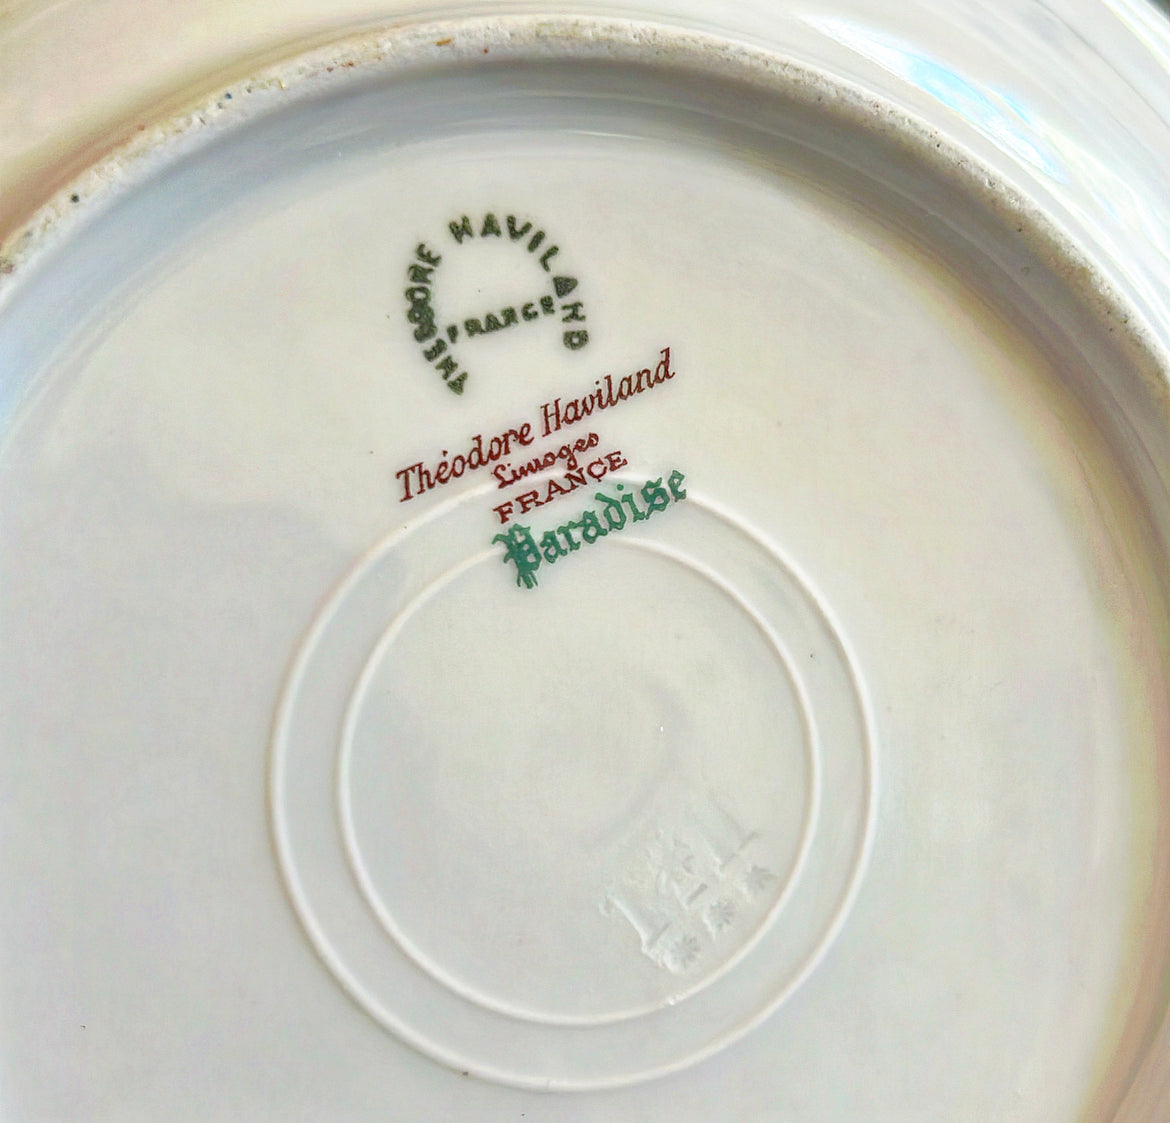 THEODORE HAVILAND
FRANCE
Théodore Haviland
Limoges
FRANCE
Paradise